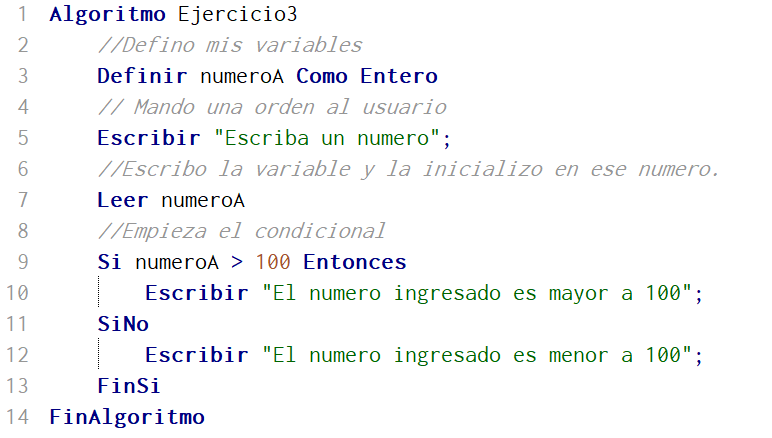 1 Algoritmo Ejercicio3
2 //Defino mis variables
3 Definir numeroA Como Entero
4 // Mando una orden al usuario
5 Escribir "Escriba un numero";
6 //Escribo la variable y la inicializo en ese numero.
7 Leer numeroA
8 //Empieza el condicional
9 Si numeroA > 100 Entonces
10 Escribir "El numero ingresado es mayor a 100";
11 SiNo
12 Escribir "El numero ingresado es menor a 100";
13 FinSi
14 FinAlgoritmo